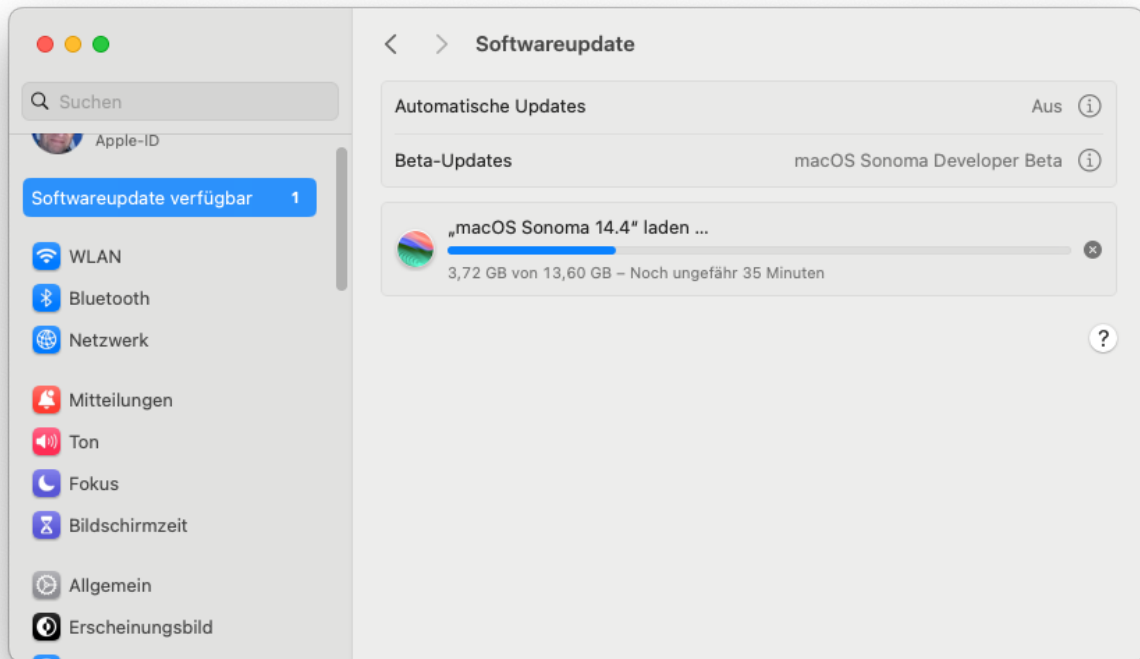 Softwareupdate
Suchen
Apple-ID
Softwareupdate verfügbar 1
WLAN
Bluetooth
Netzwerk
Mitteilungen
Ton
Fokus
Bildschirmzeit
Allgemein
Erscheinungsbild
Automatische Updates Aus
Beta-Updates macOS Sonoma Developer Beta
„macOS Sonoma 14.4“ laden ...
3,72 GB von 13,60 GB – Noch ungefähr 35 Minuten
?